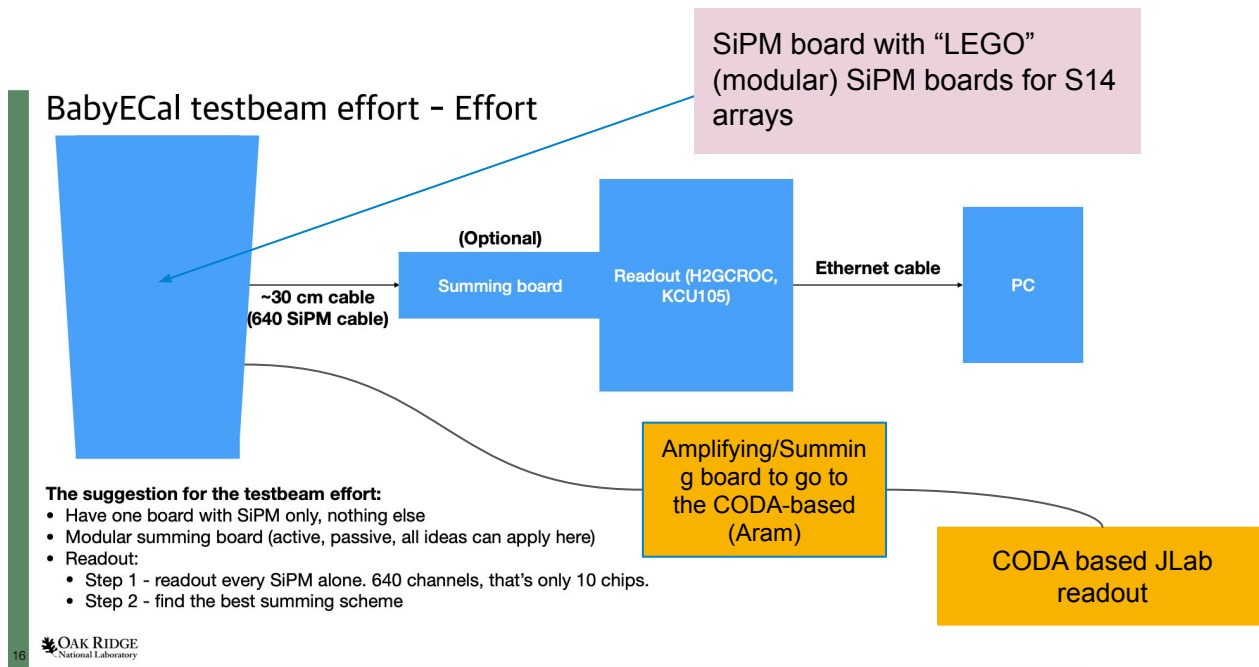 SiPM board with “LEGO”
(modular) SiPM boards for S14
arrays
BabyECal testbeam effort – Effort
(Optional)
Summing board
Readout (H2GCROC,
KCU105)
Ethernet cable
PC
~30 cm cable
(640 SiPM cable)
Amplifying/Summin
g board to go to
the CODA-based
(Aram)
CODA based JLab
readout
The suggestion for the testbeam effort:
• Have one board with SiPM only, nothing else
• Modular summing board (active, passive, all ideas can apply here)
• Readout:
• Step 1 - readout every SiPM alone. 640 channels, that’s only 10 chips.
• Step 2 - find the best summing scheme
16
OAK RIDGE
National Laboratory